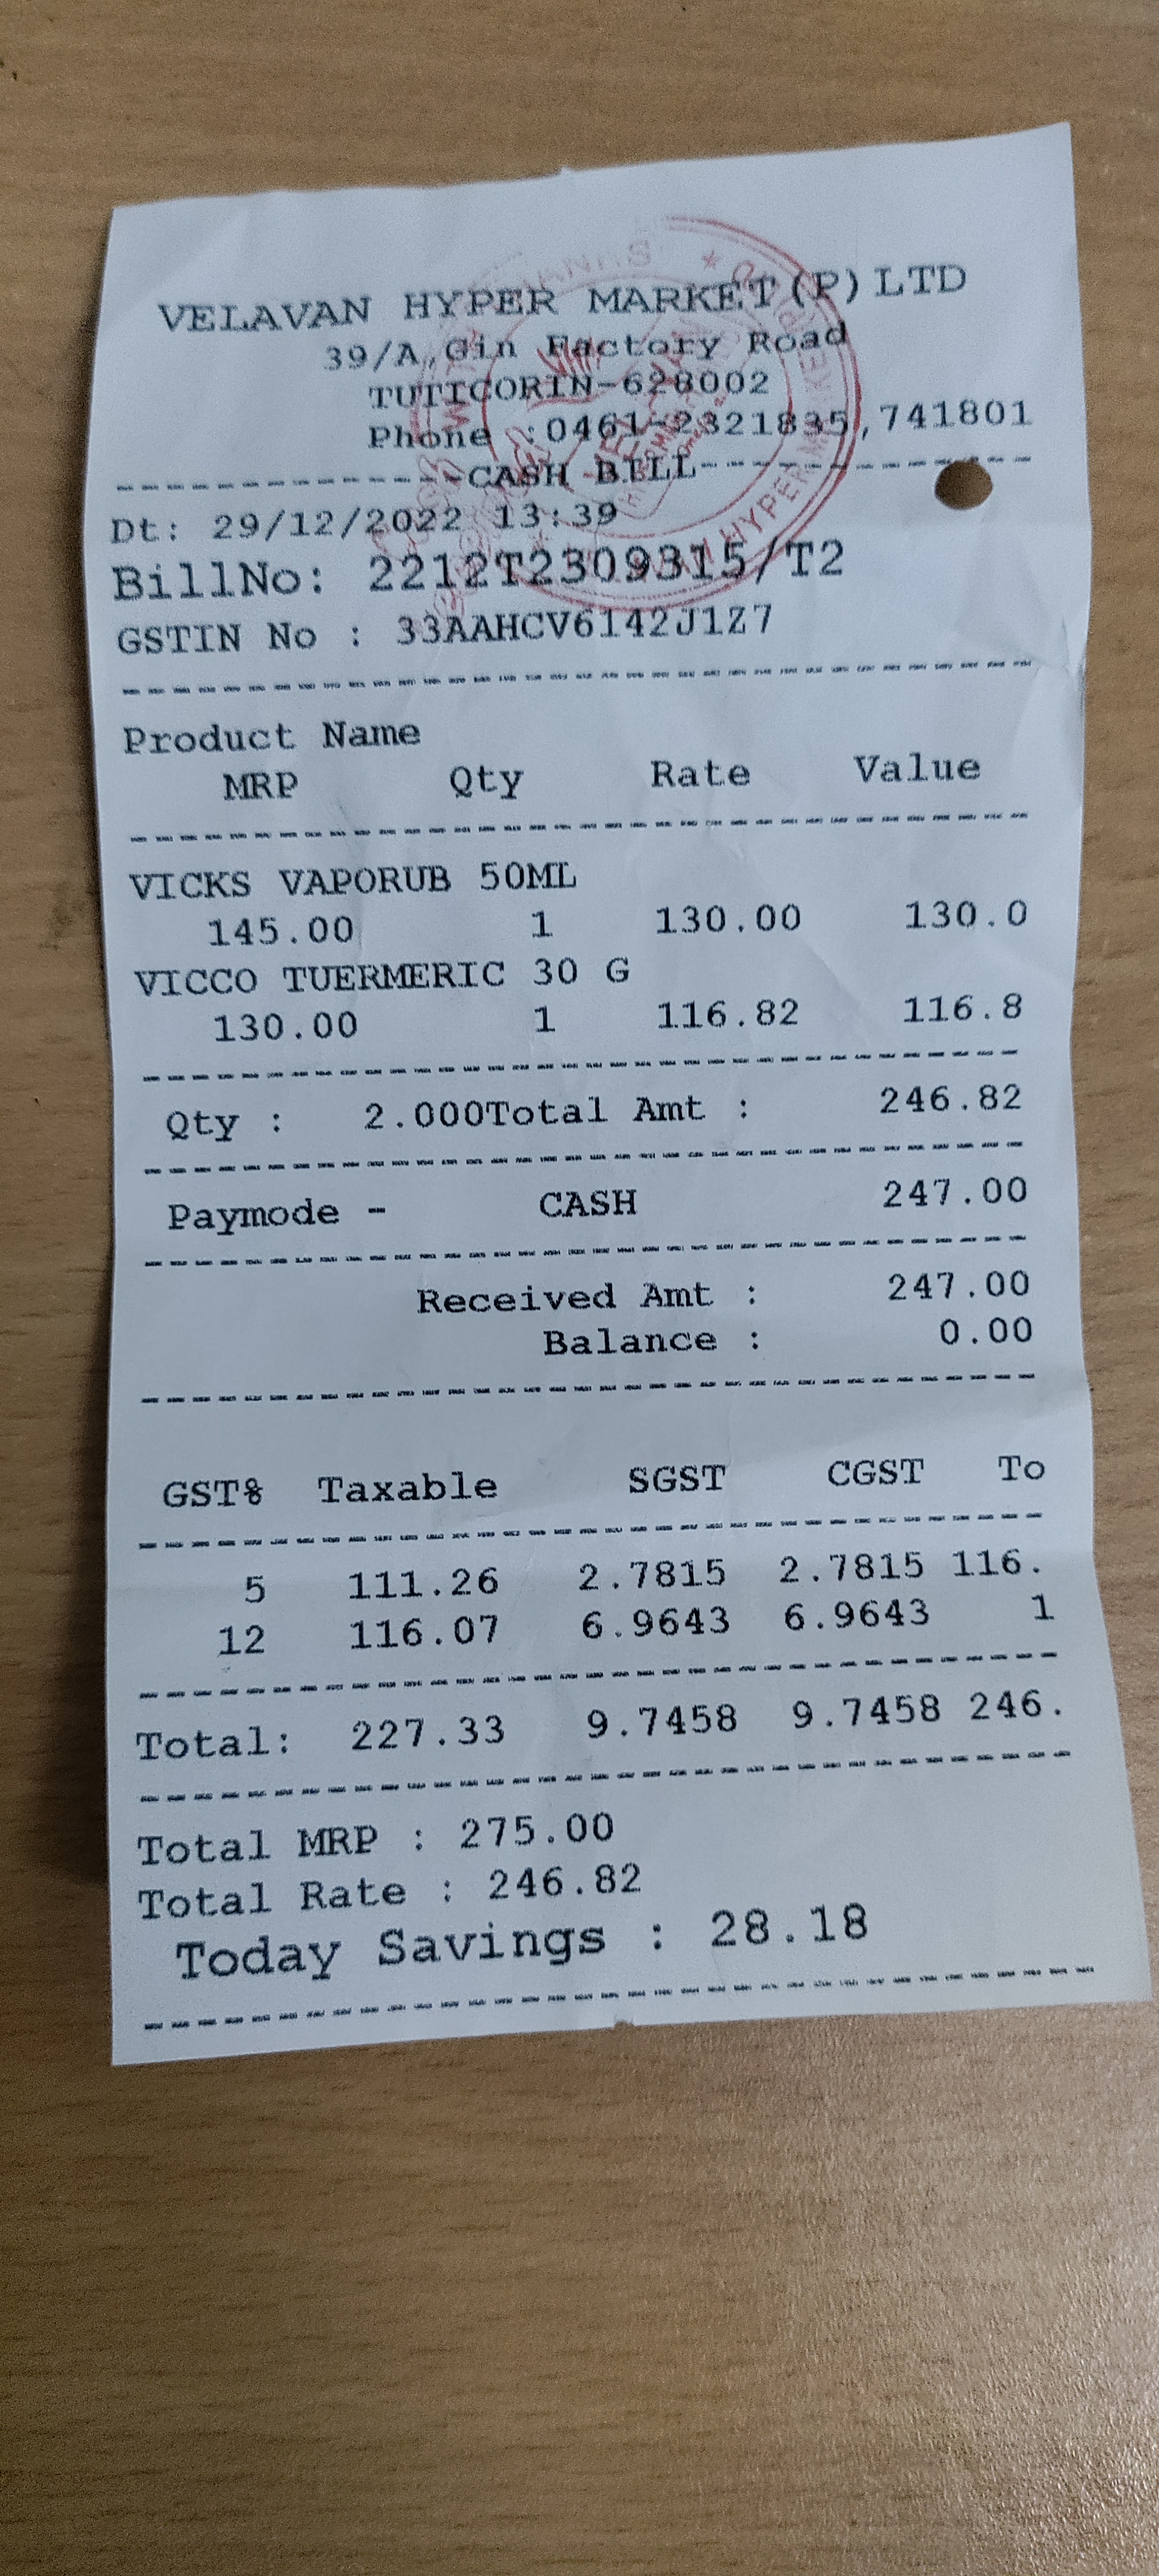 VELAVAN HYPER MARKET(P)LTD
39/A,Gin Factory Road
TUTICORIN-628002
Phone :0461-2321835,741801
CASH BILL
Dt: 29/12/2022 13:39
BillNo: 2212T2309315/T2
GSTIN No : 33AAHCV6142J1Z7
Product Name
MRP Qty Rate Value
VICKS VAPORUB 50ML
145.00 1 130.00 130.0
VICCO TUERMERIC 30 G
130.00 1 116.82 116.8
Qty : 2.000Total Amt : 246.82
Paymode - CASH 247.00
Received Amt : 247.00
Balance : 0.00
GST% Taxable SGST CGST To
5 111.26 2.7815 2.7815 116.
12 116.07 6.9643 6.9643 1
Total: 227.33 9.7458 9.7458 246.
Total MRP : 275.00
Total Rate : 246.82
Today Savings : 28.18